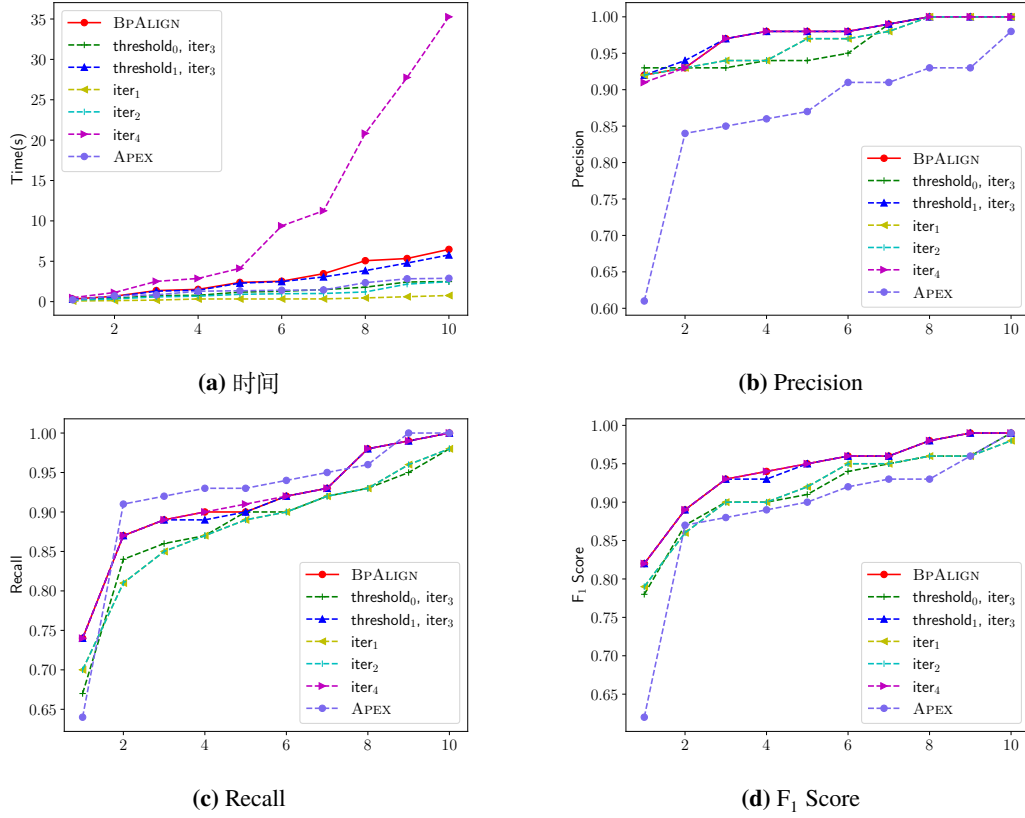 35
30
25
20
15
10
5
0
Time(s)
2 4 6 8 10
BPALIGN
threshold₀, iter₃
threshold₁, iter₃
iter₁
iter₂
iter₄
APEX
(a) 时间
1.00
0.95
0.90
0.85
0.80
0.75
0.70
0.65
0.60
Precision
2 4 6 8 10
BPALIGN
threshold₀, iter₃
threshold₁, iter₃
iter₁
iter₂
iter₄
APEX
(b) Precision
1.00
0.95
0.90
0.85
0.80
0.75
0.70
0.65
Recall
2 4 6 8 10
BPALIGN
threshold₀, iter₃
threshold₁, iter₃
iter₁
iter₂
iter₄
APEX
(c) Recall
1.00
0.95
0.90
0.85
0.80
0.75
0.70
0.65
F₁ Score
2 4 6 8 10
BPALIGN
threshold₀, iter₃
threshold₁, iter₃
iter₁
iter₂
iter₄
APEX
(d) F₁ Score